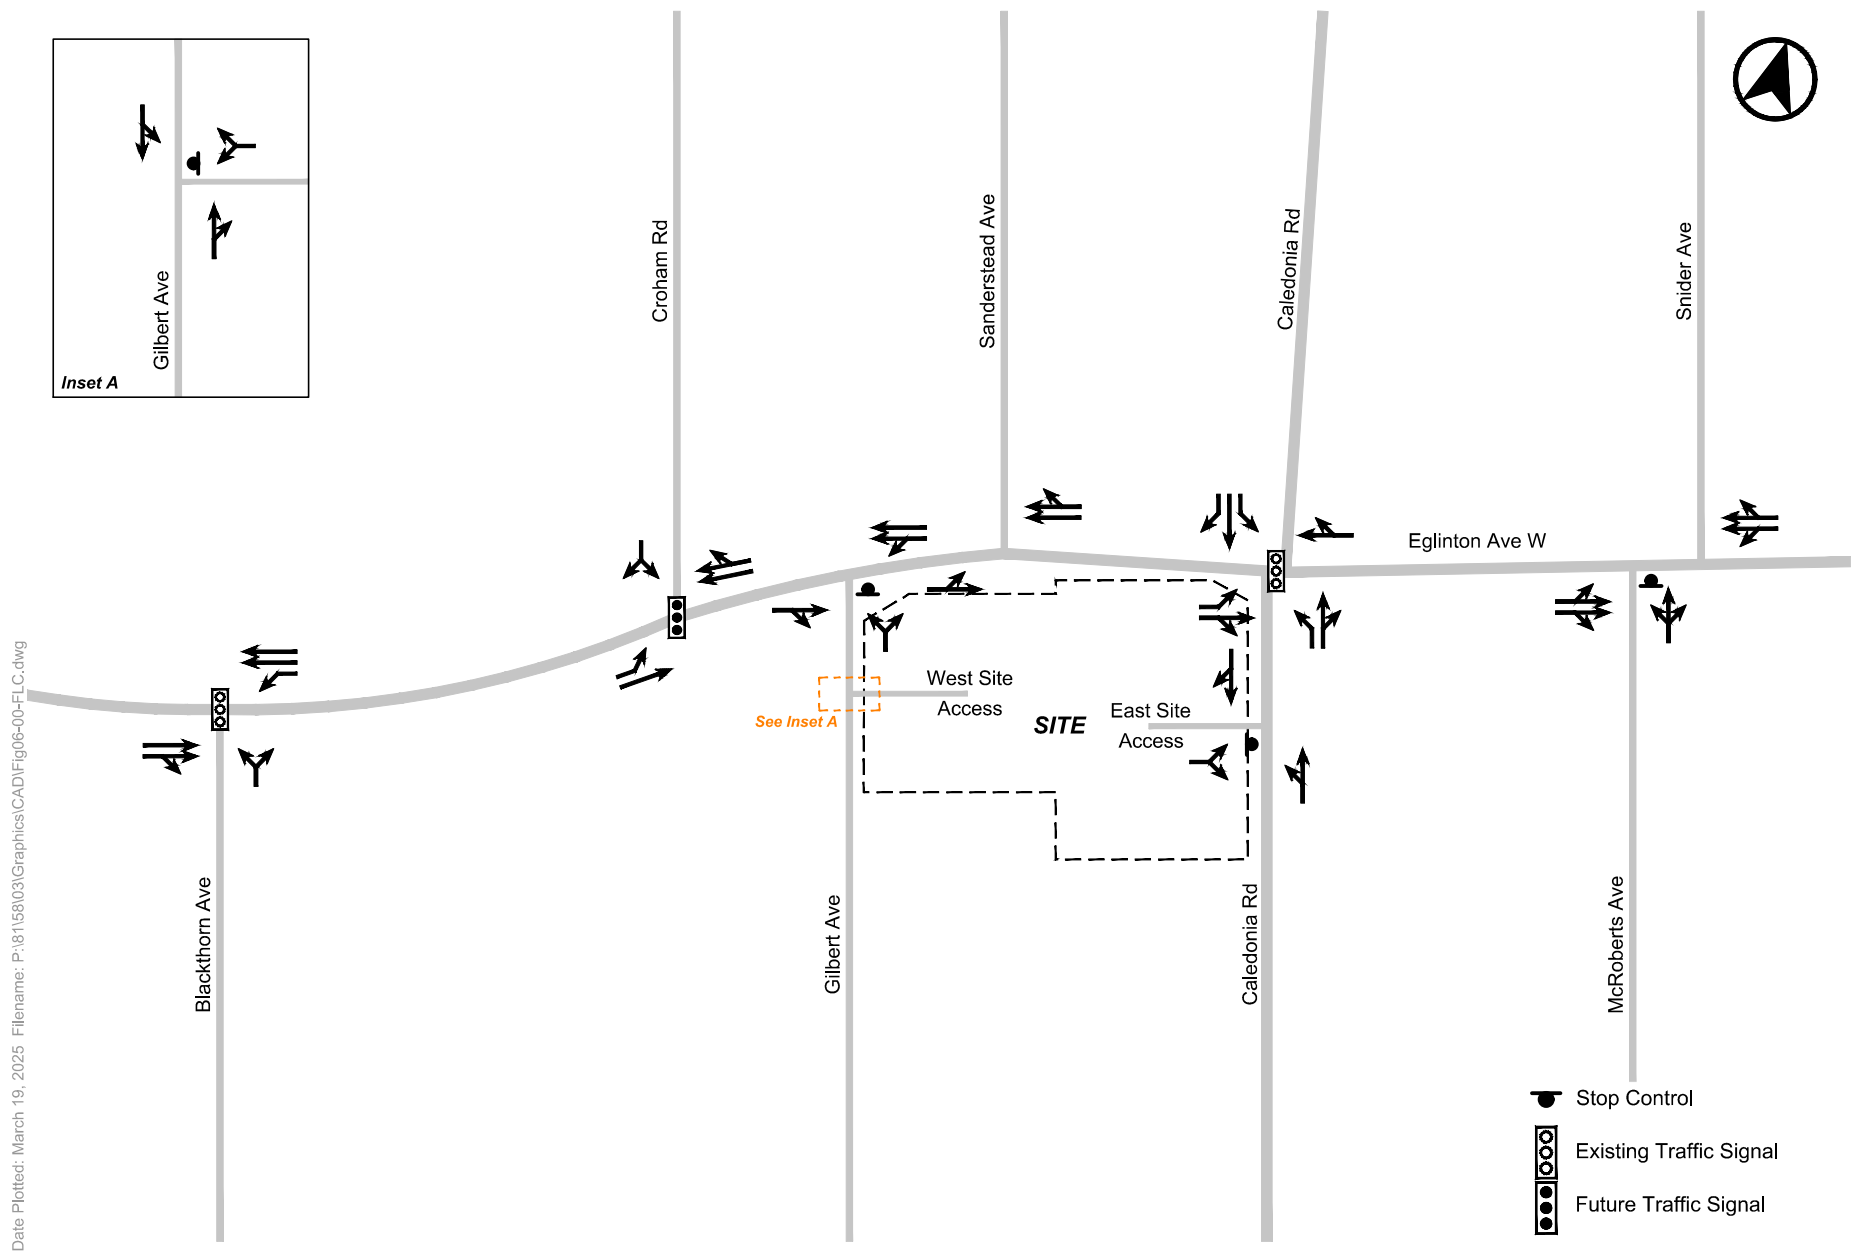 Gilbert Ave
Inset A
Croham Rd
Sanderstead Ave
Caledonia Rd
Snider Ave
Eglinton Ave W
West Site
Access
See Inset A
SITE
East Site
Access
Blackthorn Ave
Gilbert Ave
Caledonia Rd
McRoberts Ave
Stop Control
Existing Traffic Signal
Future Traffic Signal
Date Plotted: March 19, 2025 Filename: P:\81\58\03\Graphics\CAD\Fig06-00-FLC.dwg